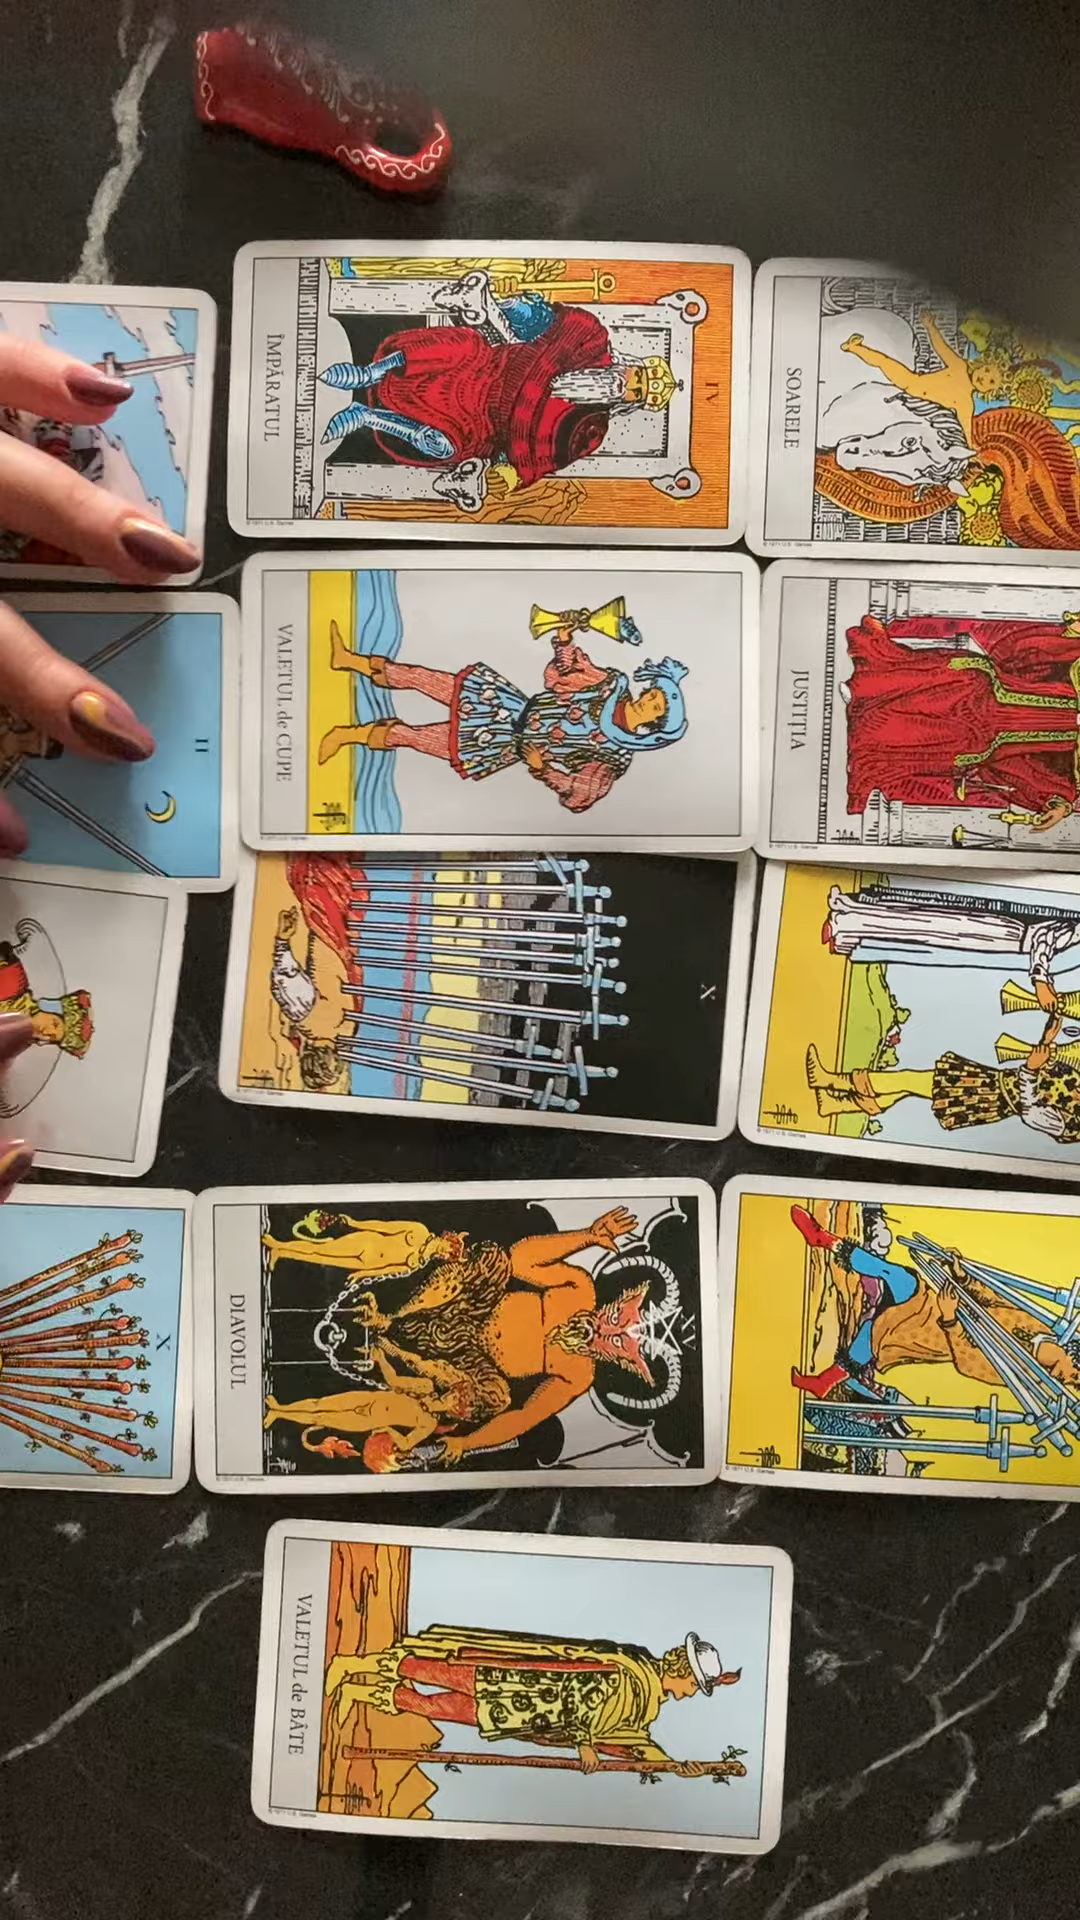 ÎMPĂRATUL
IV
SOARELE
II
VALETUL de CUPE
JUSTIȚIA
X
X
DIAVOLUL
XV
VALETUL de BÂTE